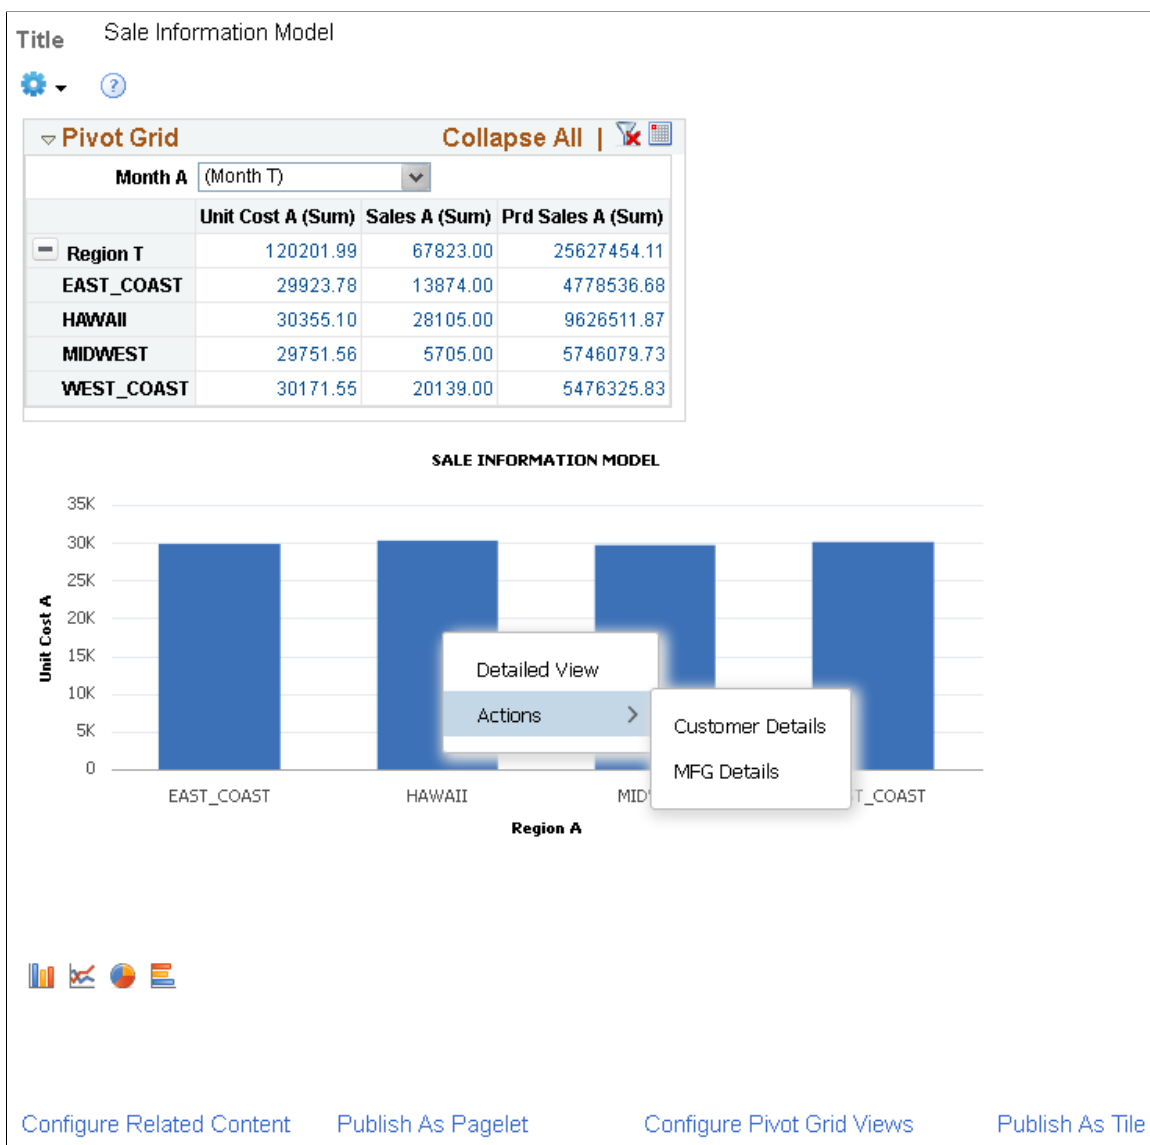 Title Sale Information Model
?
Pivot Grid Collapse All |
Month A (Month T)
Unit Cost A (Sum) Sales A (Sum) Prd Sales A (Sum)
Region T 120201.99 67823.00 25627454.11
EAST_COAST 29923.78 13874.00 4778536.68
HAWAII 30355.10 28105.00 9626511.87
MIDWEST 29751.56 5705.00 5746079.73
WEST_COAST 30171.55 20139.00 5476325.83
SALE INFORMATION MODEL
35K
30K
25K
20K
15K
10K
5K
0
Unit Cost A
Detailed View
Actions
Customer Details
MFG Details
EAST_COAST HAWAII MID T_COAST
Region A
Configure Related Content Publish As Pagelet Configure Pivot Grid Views Publish As Tile